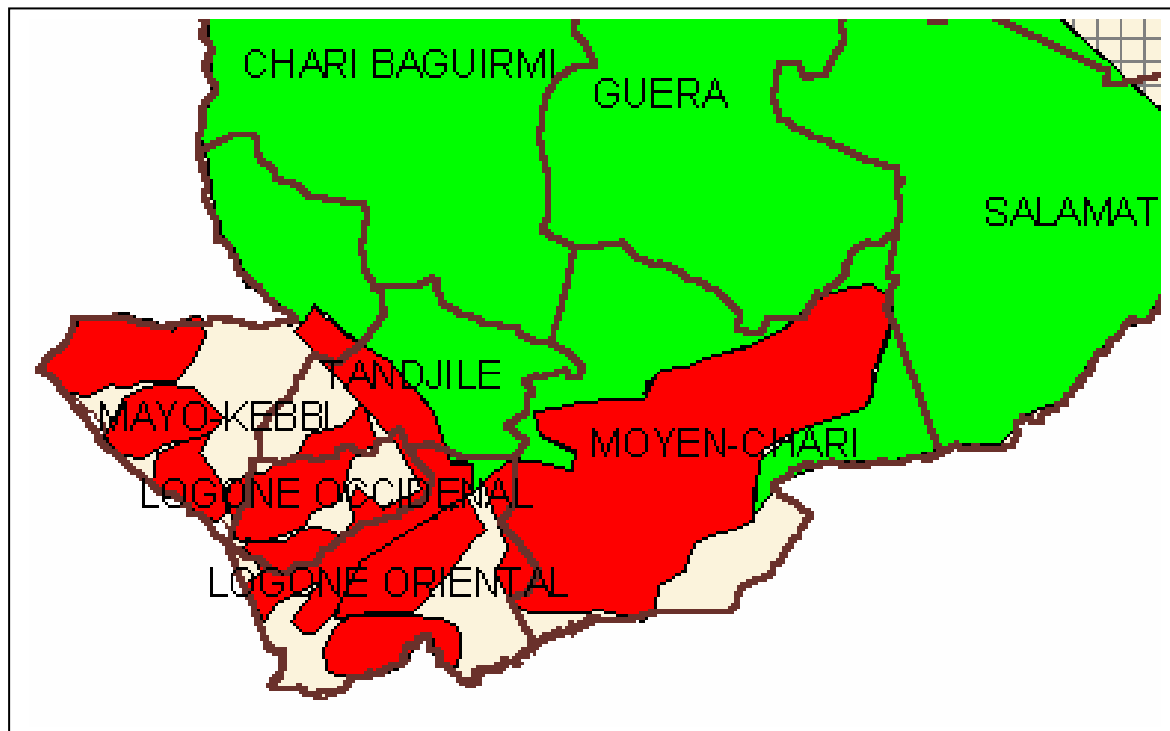 CHARI BAGUIRMI
GUERA
SALAMAT
TANDJILE
MAYO-KEBBI
MOYEN-CHARI
LOGONE OCCIDENAL
LOGONE ORIENTAL